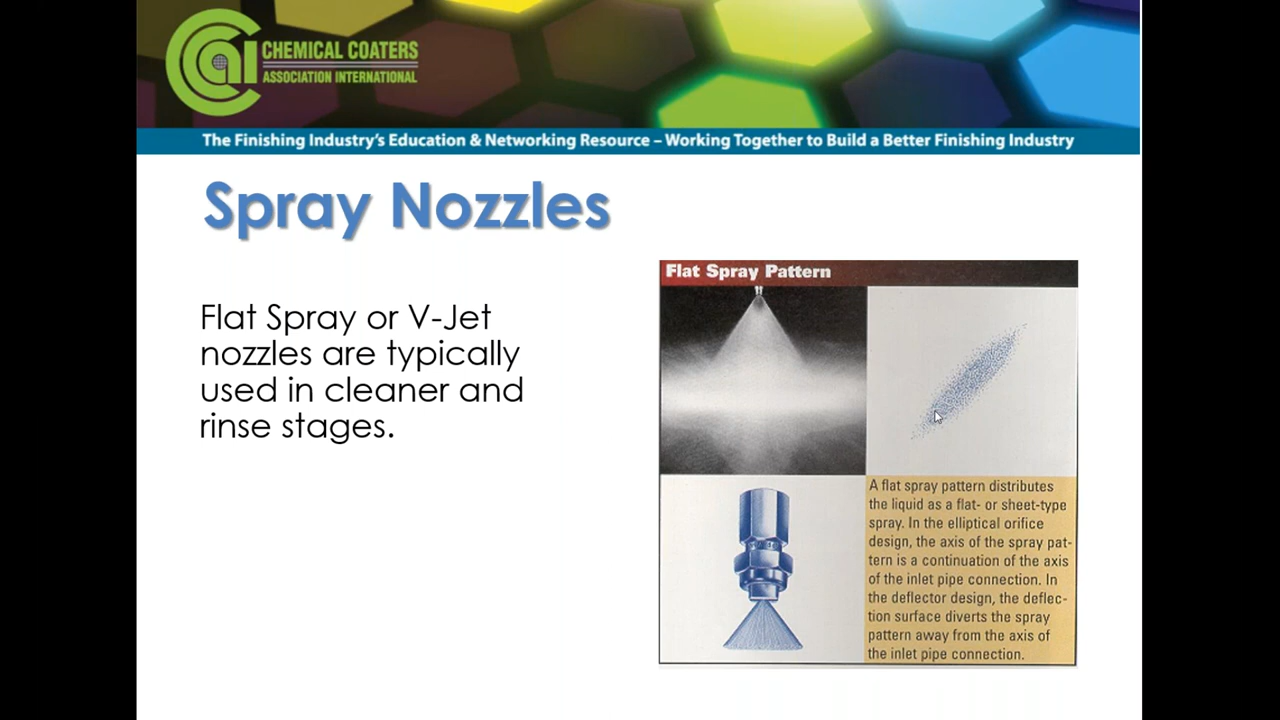 CHEMICAL COATERS
ASSOCIATION INTERNATIONAL
The Finishing Industry's Education & Networking Resource – Working Together to Build a Better Finishing Industry
Spray Nozzles
Flat Spray or V-Jet
nozzles are typically
used in cleaner and
rinse stages.
Flat Spray Pattern
A flat spray pattern distributes
the liquid as a flat- or sheet-type
spray. In the elliptical orifice
design, the axis of the spray pat-
tern is a continuation of the axis
of the inlet pipe connection. In
the deflector design, the deflec-
tion surface diverts the spray
pattern away from the axis of
the inlet pipe connection.